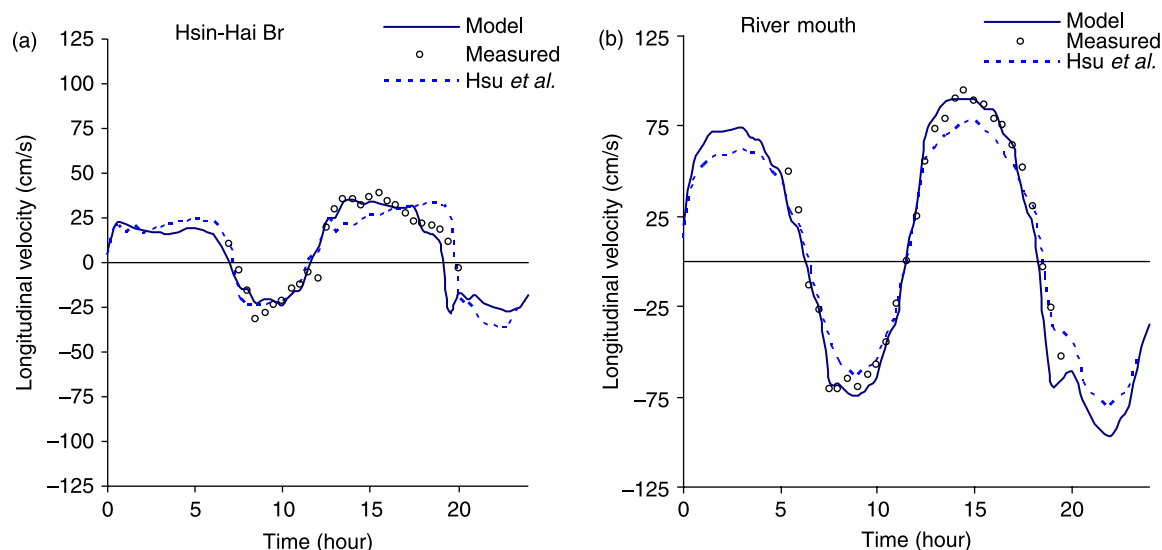 (a)
Hsin-Hai Br
Model
Measured
Hsu et al.
Longitudinal velocity (cm/s)
125
100
75
50
25
0
−25
−50
−75
−100
−125
0 5 10 15 20
Time (hour)
(b)
River mouth
Model
Measured
Hsu et al.
Longitudinal velocity (cm/s)
125
75
25
−25
−75
−125
0 5 10 15 20
Time (hour)